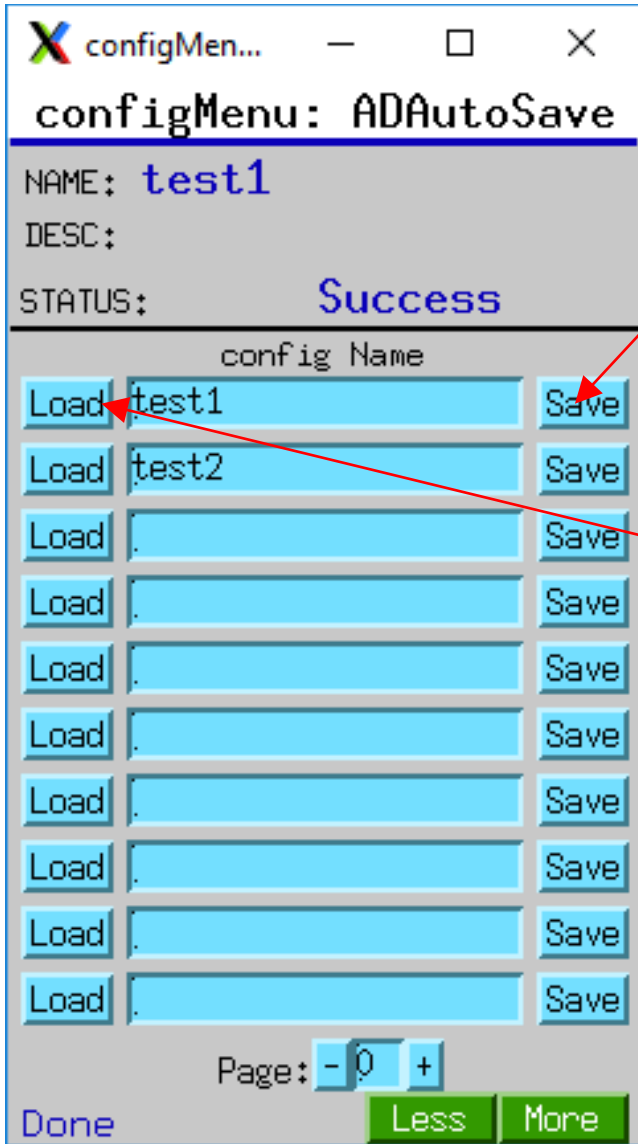 configMen...
configMenu: ADAutoSave
NAME: test1
DESC:
STATUS: Success
config Name
Load test1 Save
Load test2 Save
Load Save
Load Save
Load Save
Load Save
Load Save
Load Save
Load Save
Load Save
Page: - 0 +
Done Less More